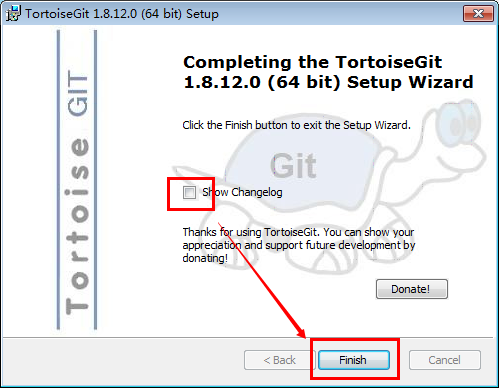 TortoiseGit 1.8.12.0 (64 bit) Setup
Tortoise GIT
Completing the TortoiseGit
1.8.12.0 (64 bit) Setup Wizard
Click the Finish button to exit the Setup Wizard.
Git
Show Changelog
Thanks for using TortoiseGit. You can show your
appreciation and support future development by
donating!
Donate!
< Back
Finish
Cancel